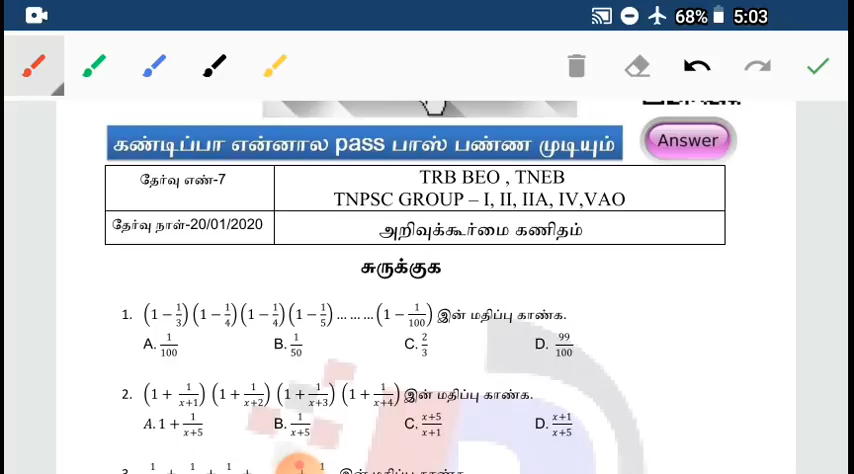 68% 5:03
கண்டிப்பா என்னால pass பாஸ் பண்ண முடியும்
Answer
தேர்வு எண்-7
TRB BEO , TNEB
TNPSC GROUP – I, II, IIA, IV,VAO
தேர்வு நாள்-20/01/2020
அறிவுக்கூர்மை கணிதம்
சுருக்குக
1. (1 − 1/3)(1 − 1/4)(1 − 1/4)(1 − 1/5) ... ... ... (1 − 1/100) இன் மதிப்பு காண்க.
A. 1/100 B. 1/50 C. 2/3 D. 99/100
2. (1 + 1/(x+1)) (1 + 1/(x+2)) (1 + 1/(x+3)) (1 + 1/(x+4)) இன் மதிப்பு காண்க.
A. 1 + 1/(x+5) B. 1/(x+5) C. (x+5)/(x+1) D. (x+1)/(x+5)